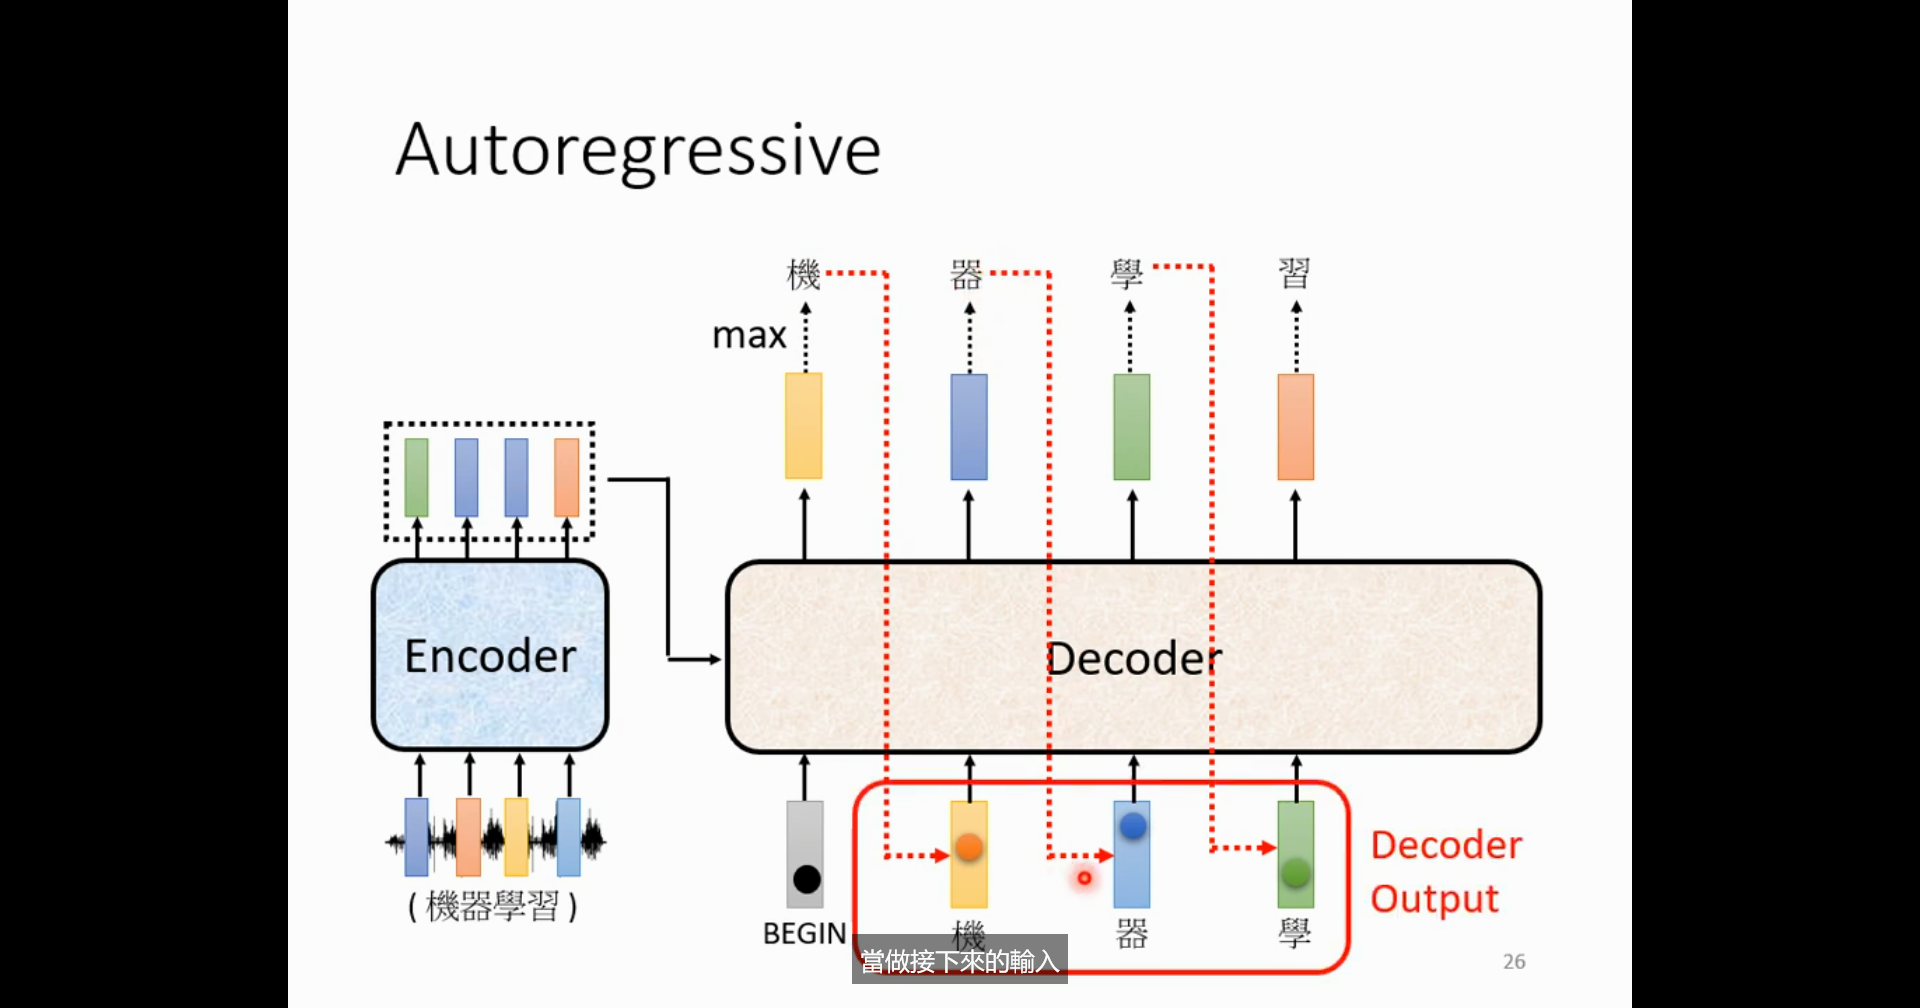 Autoregressive
機 器 學 習
max
Encoder
Decoder
( 機器學習 )
BEGIN
機 器 學
Decoder
Output
當做接下來的輸入
26